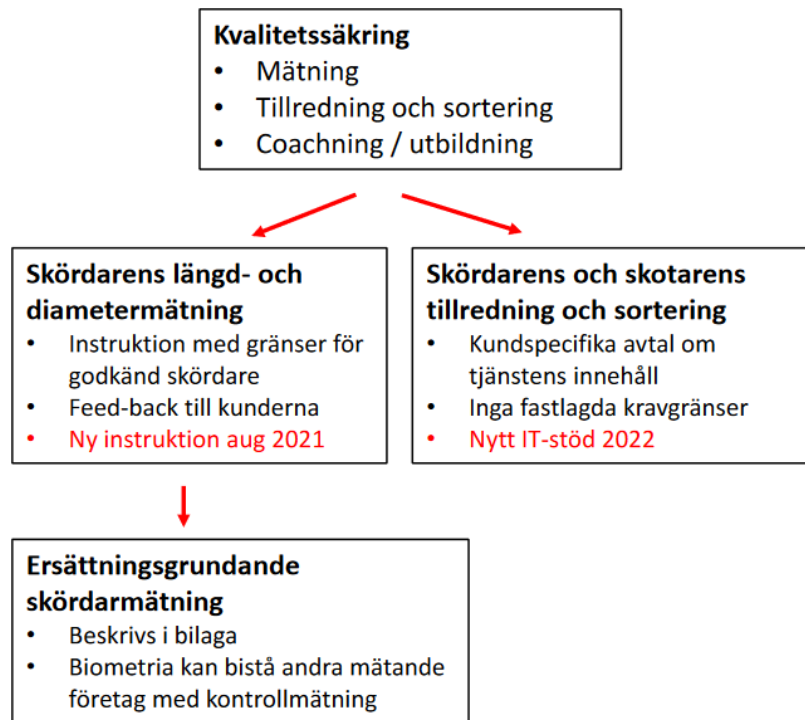 Kvalitetssäkring
• Mätning
• Tillredning och sortering
• Coachning / utbildning
Skördarens längd- och
diametermätning
• Instruktion med gränser för
godkänd skördare
• Feed-back till kunderna
• Ny instruktion aug 2021
Skördarens och skotarens
tillredning och sortering
• Kundspecifika avtal om
tjänstens innehåll
• Inga fastlagda kravgränser
• Nytt IT-stöd 2022
Ersättningsgrundande
skördarmätning
• Beskrivs i bilaga
• Biometria kan bistå andra mätande
företag med kontrollmätning